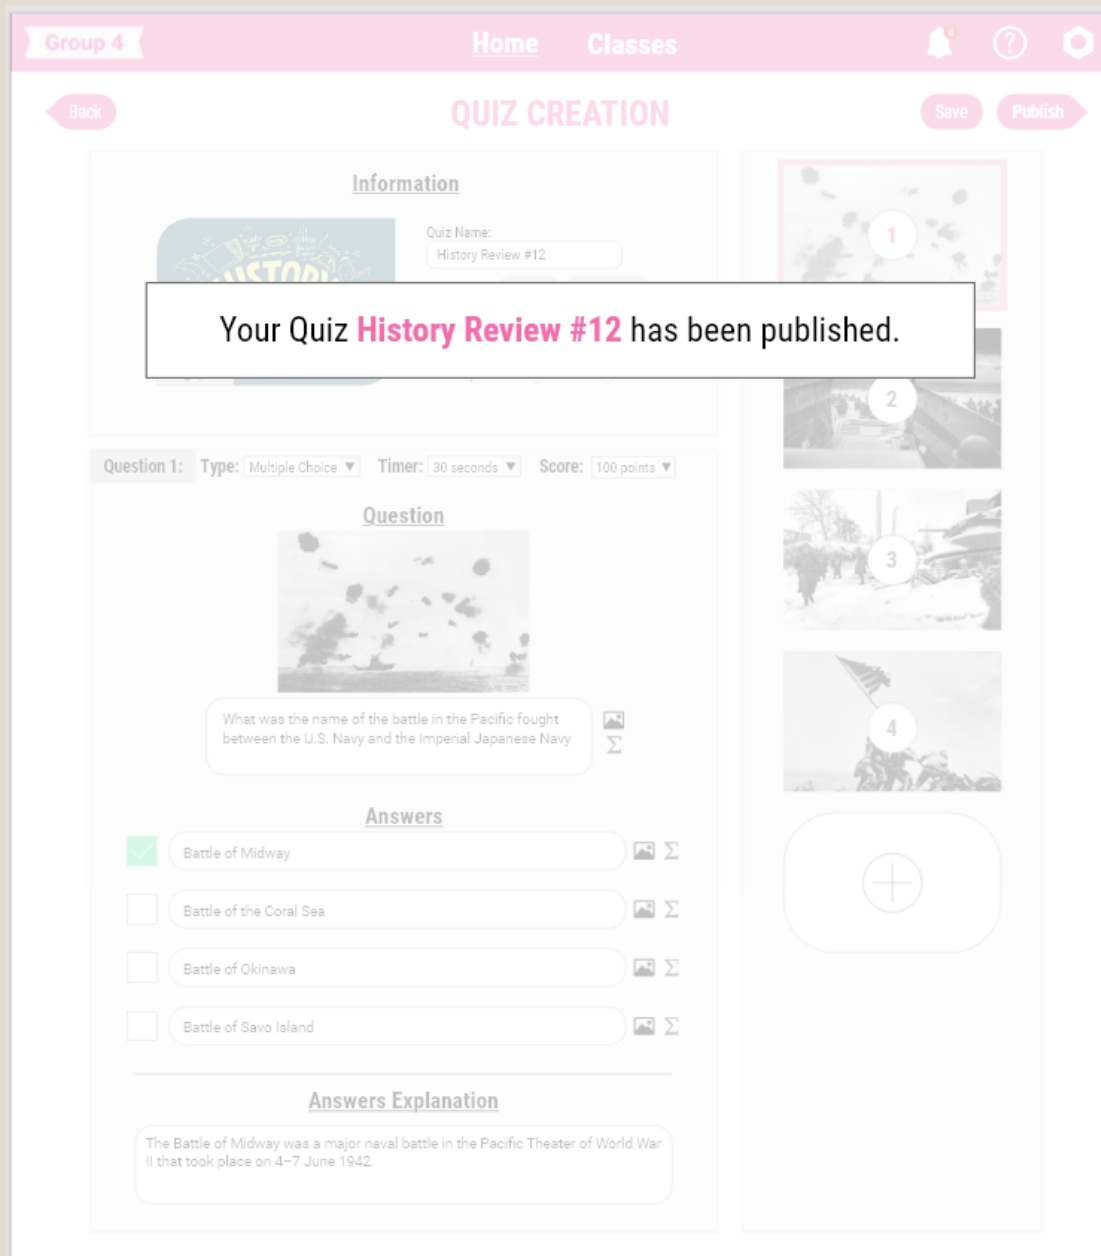 Group 4
Home
Classes
4
?
Back
QUIZ CREATION
Save
Publish
Information
HISTORY
Quiz Name:
History Review #12
Your Quiz History Review #12 has been published.
Question 1:
Type: Multiple Choice ▼
Timer: 30 seconds ▼
Score: 100 points ▼
Question
What was the name of the battle in the Pacific fought
between the U.S. Navy and the Imperial Japanese Navy
Σ
Answers
Battle of Midway
Σ
Battle of the Coral Sea
Σ
Battle of Okinawa
Σ
Battle of Savo Island
Σ
Answers Explanation
The Battle of Midway was a major naval battle in the Pacific Theater of World War
II that took place on 4–7 June 1942.
1
2
3
4